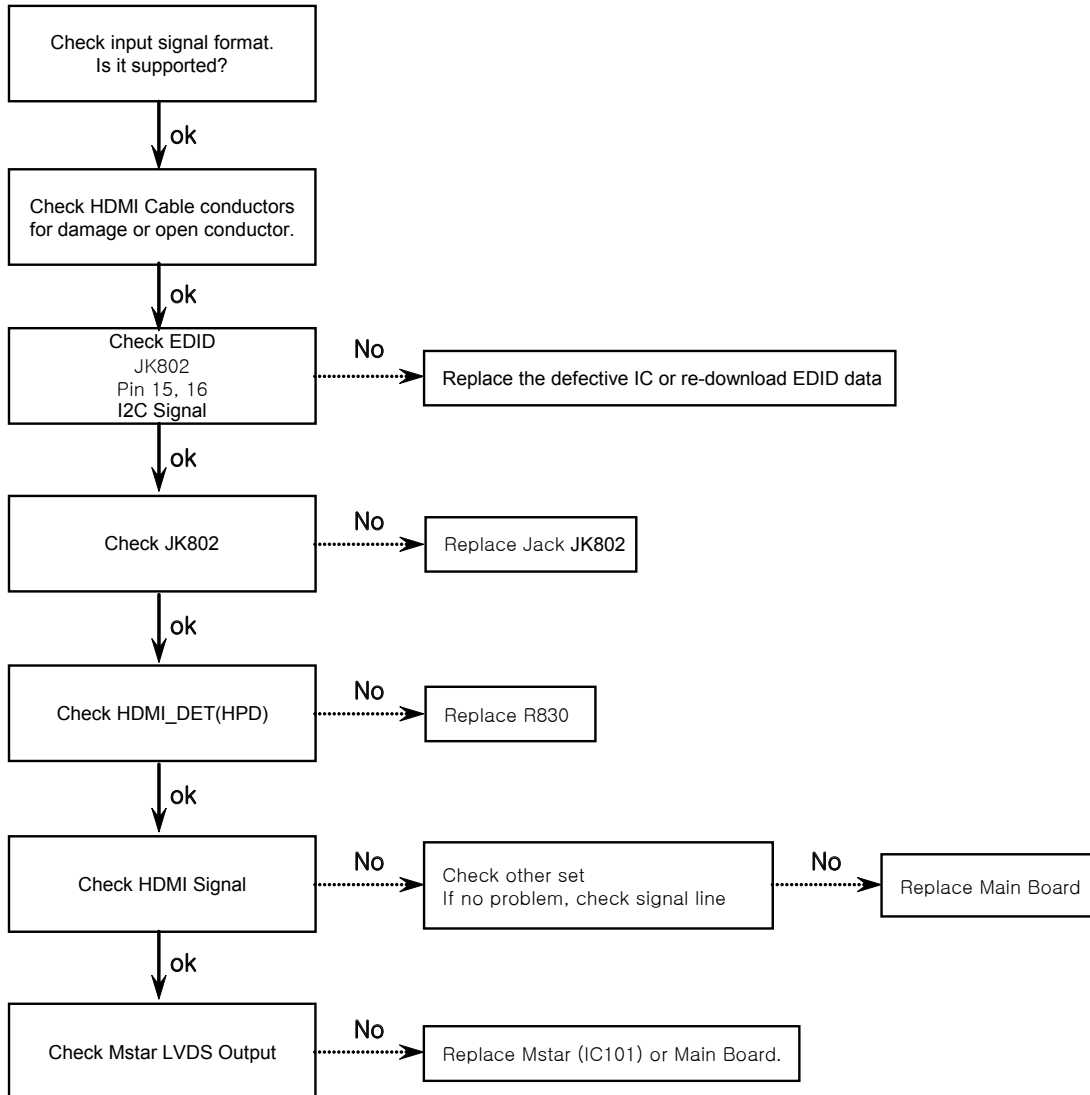 Check input signal format.
Is it supported?
ok
Check HDMI Cable conductors
for damage or open conductor.
ok
Check EDID
JK802
Pin 15, 16
I2C Signal
No
Replace the defective IC or re-download EDID data
ok
Check JK802
No
Replace Jack JK802
ok
Check HDMI_DET(HPD)
No
Replace R830
ok
Check HDMI Signal
No
Check other set
If no problem, check signal line
No
Replace Main Board
ok
Check Mstar LVDS Output
No
Replace Mstar (IC101) or Main Board.